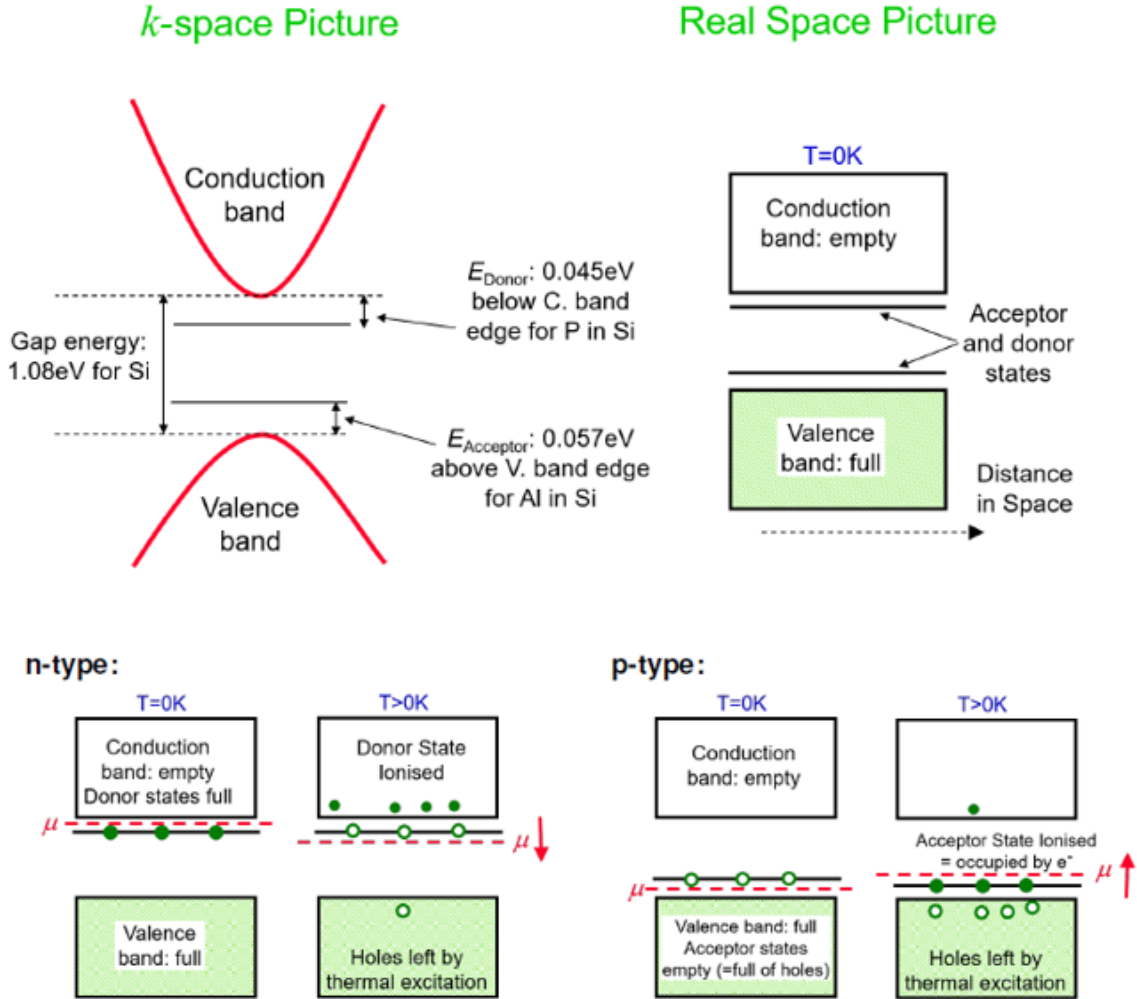 k-space Picture
Real Space Picture
Conduction
band
Gap energy:
1.08eV for Si
E_Donor: 0.045eV
below C. band
edge for P in Si
E_Acceptor: 0.057eV
above V. band edge
for Al in Si
Valence
band
T=0K
Conduction
band: empty
Acceptor
and donor
states
Valence
band: full
Distance
in Space
n-type:
T=0K
Conduction
band: empty
Donor states full
μ
Valence
band: full
T>0K
Donor State
Ionised
μ
Holes left by
thermal excitation
p-type:
T=0K
Conduction
band: empty
μ
Valence band: full
Acceptor states
empty (=full of holes)
T>0K
Acceptor State Ionised
= occupied by e⁻
μ
Holes left by
thermal excitation